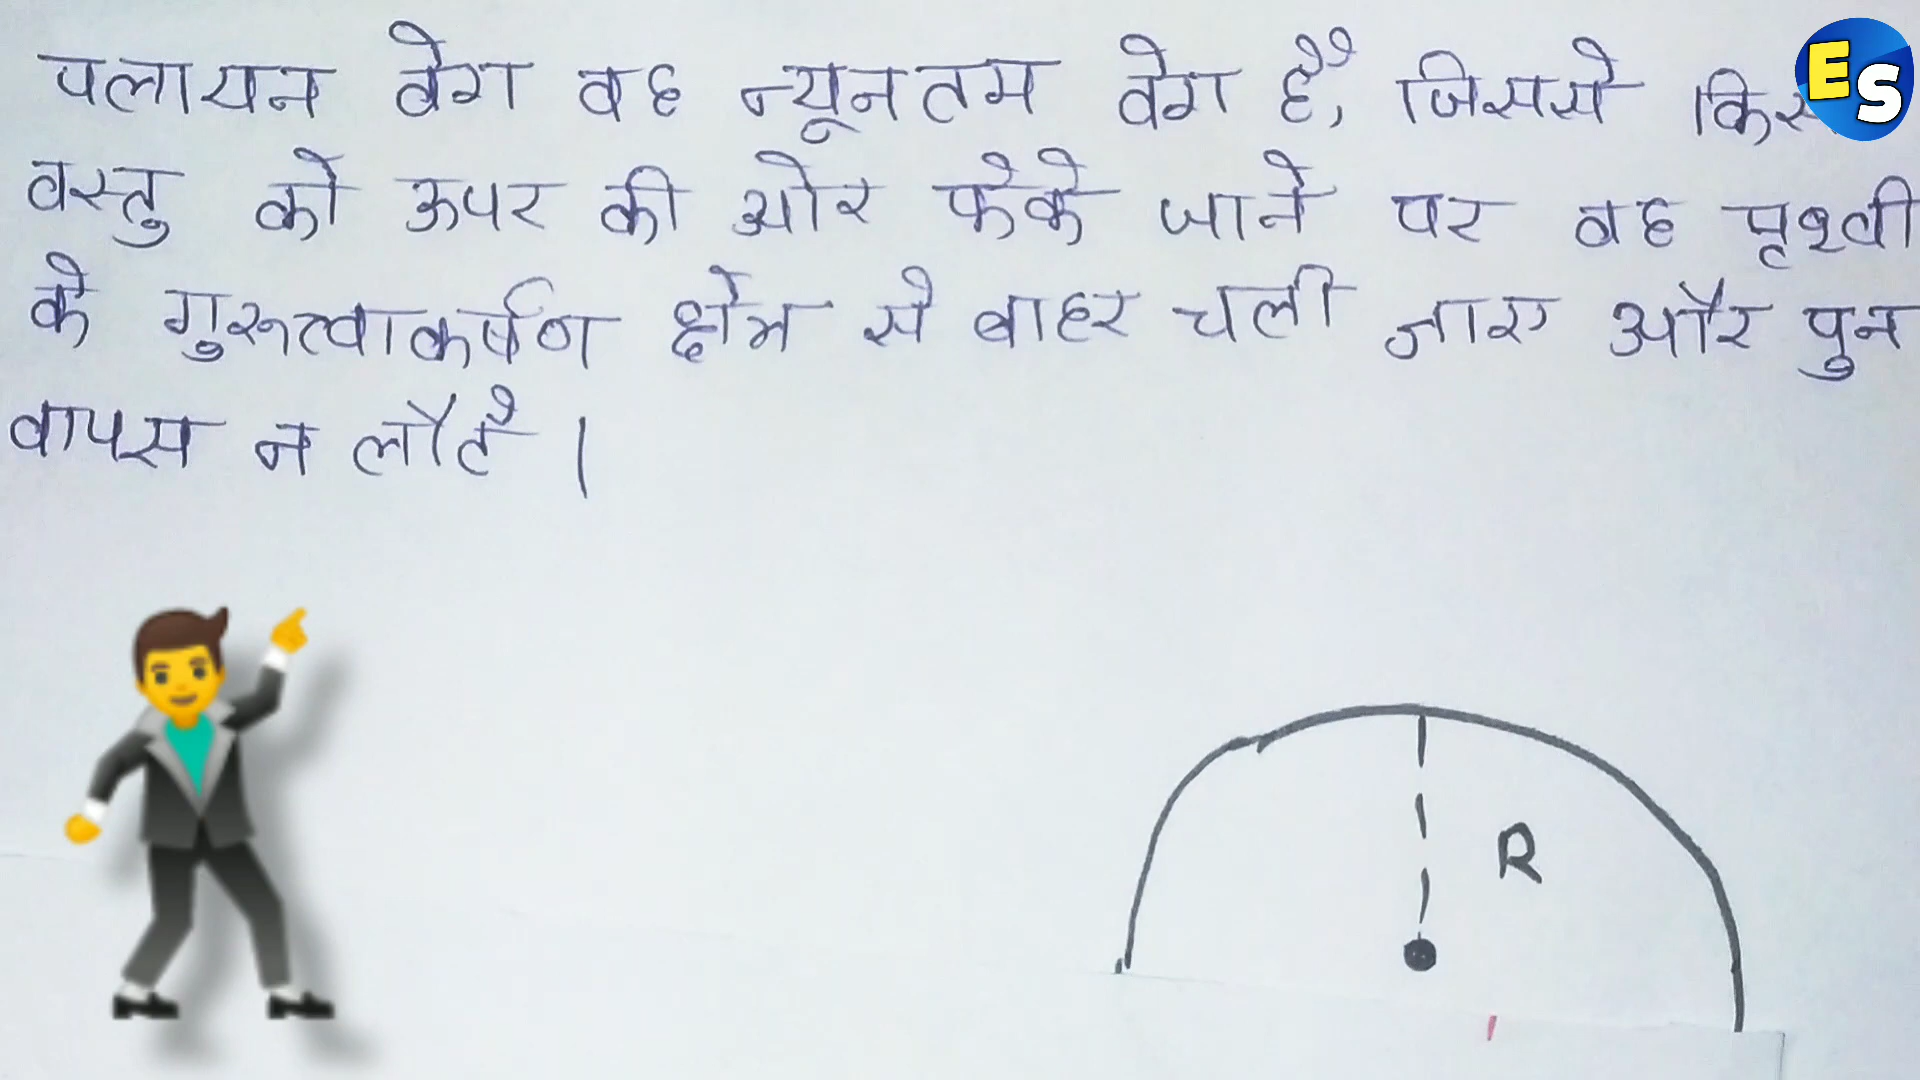 पलायन वेग वह न्यूनतम वेग हैं, जिससे
वस्तु को ऊपर की ओर फेंके जाने पर वह पृथ्वी
के गुरुत्वाकर्षण क्षेत्र से बाहर चली जाए और पुन
वापस न लौटें |
R
ES